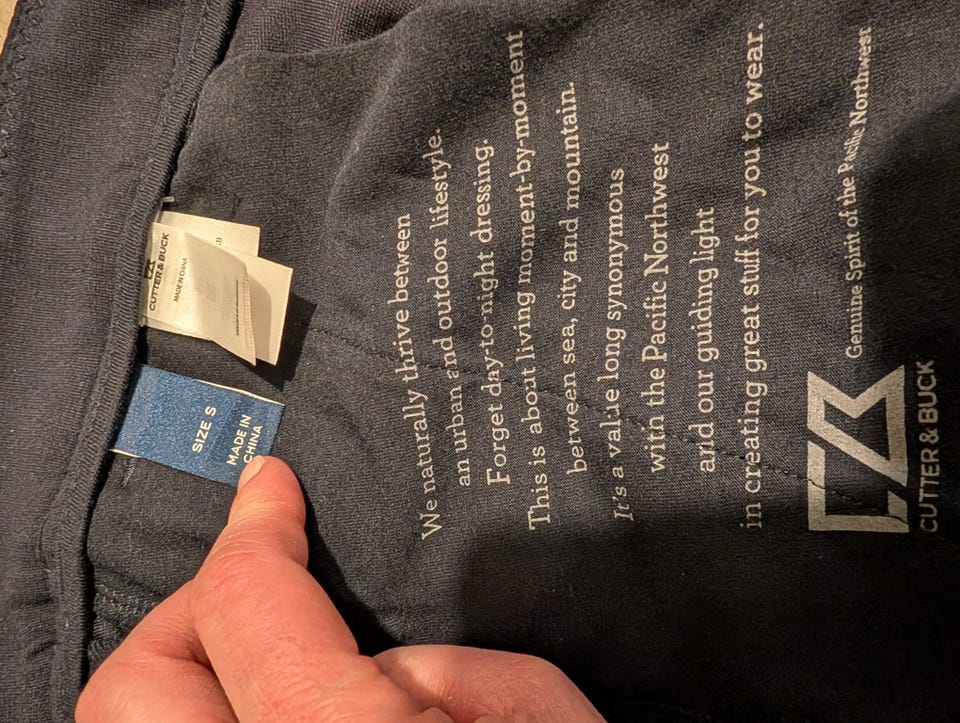 CUTTER & BUCK
MADE IN CHINA
SIZE S
MADE IN
CHINA
We naturally thrive between
an urban and outdoor lifestyle.
Forget day-to-night dressing.
This is about living moment-by-moment
between sea, city and mountain.
It's a value long synonymous
with the Pacific Northwest
and our guiding light
in creating great stuff for you to wear.
Genuine Spirit of the Pacific Northwest
CUTTER & BUCK